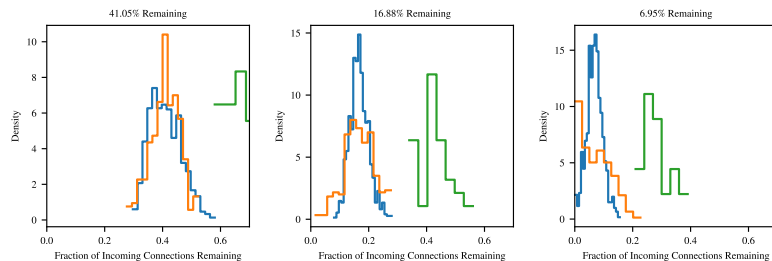 41.05% Remaining
16.88% Remaining
6.95% Remaining
Density
10
8
6
4
2
0
0.0
0.2
0.4
0.6
Fraction of Incoming Connections Remaining
Density
15
10
5
0
0.0
0.2
0.4
0.6
Fraction of Incoming Connections Remaining
Density
15
10
5
0
0.0
0.2
0.4
0.6
Fraction of Incoming Connections Remaining